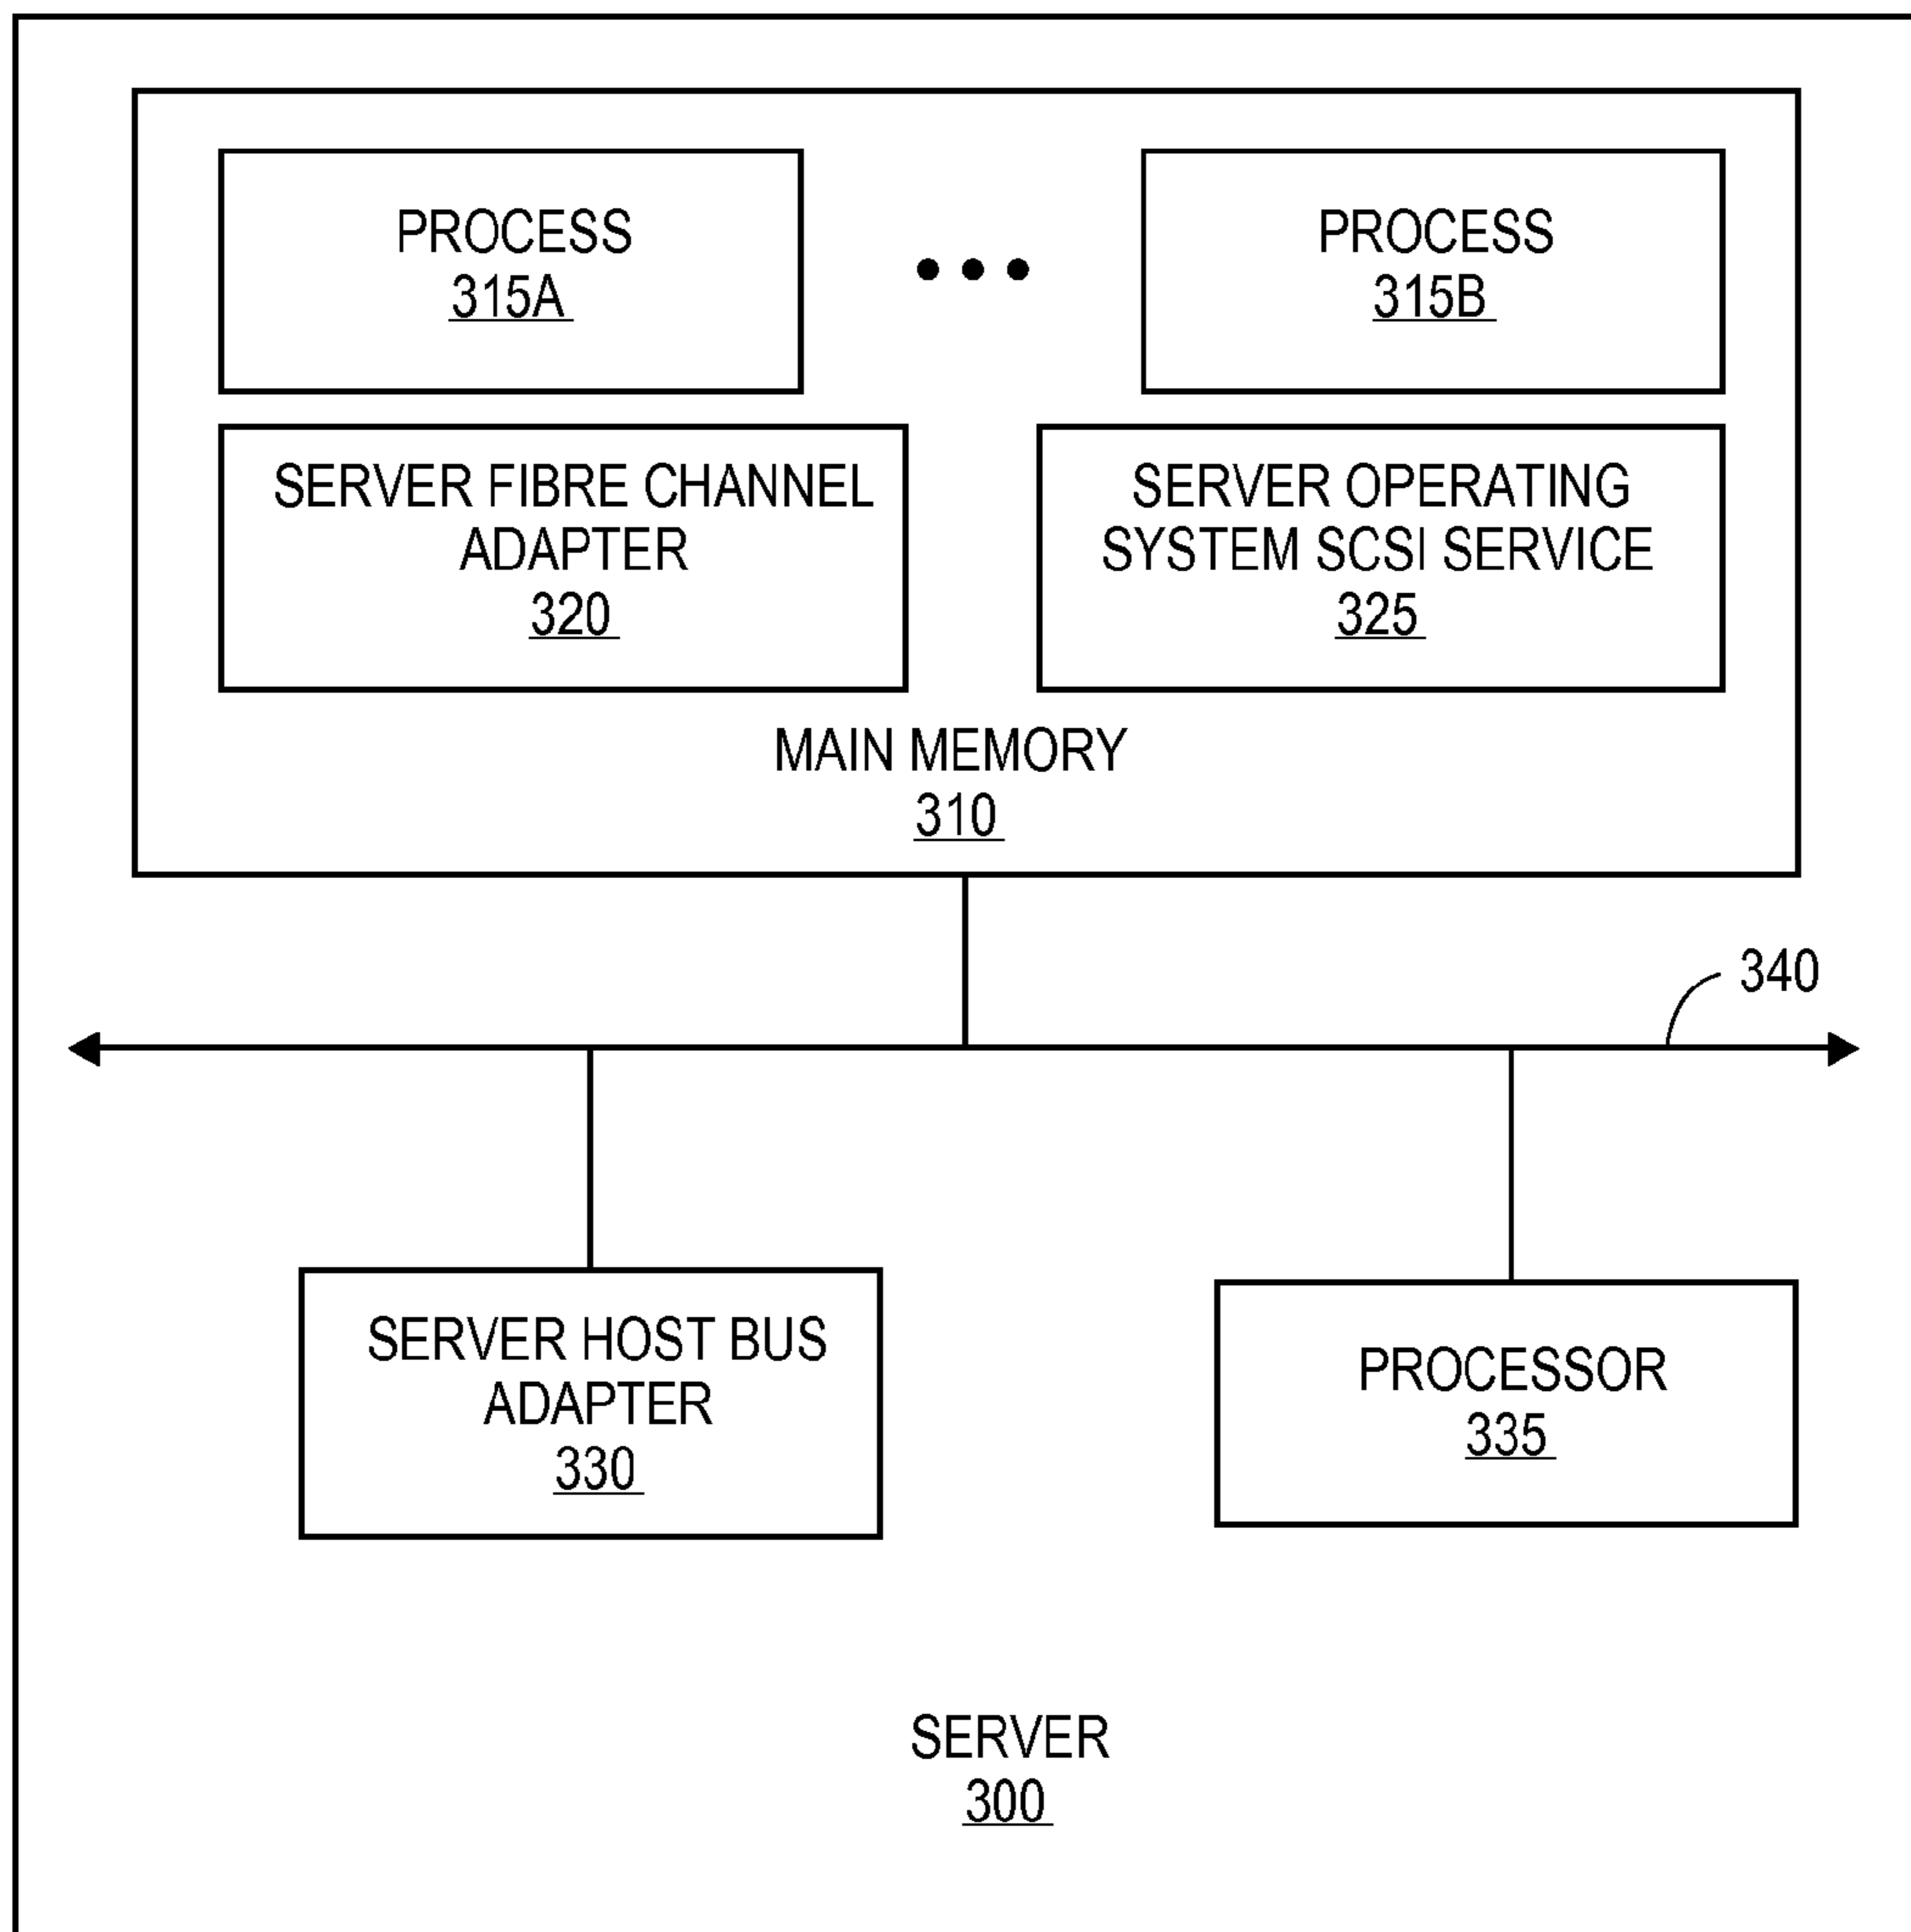 PROCESS
315A
PROCESS
315B
SERVER FIBRE CHANNEL
ADAPTER
320
SERVER OPERATING
SYSTEM SCSI SERVICE
325
MAIN MEMORY
310
340
SERVER HOST BUS
ADAPTER
330
PROCESSOR
335
SERVER
300